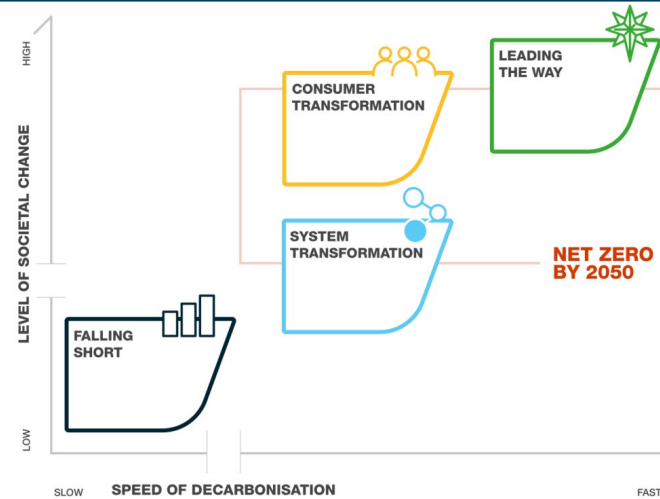 HIGH
LEVEL OF SOCIETAL CHANGE
LOW
LEADING
THE WAY
CONSUMER
TRANSFORMATION
SYSTEM
TRANSFORMATION
NET ZERO
BY 2050
FALLING
SHORT
SLOW
SPEED OF DECARBONISATION
FAST